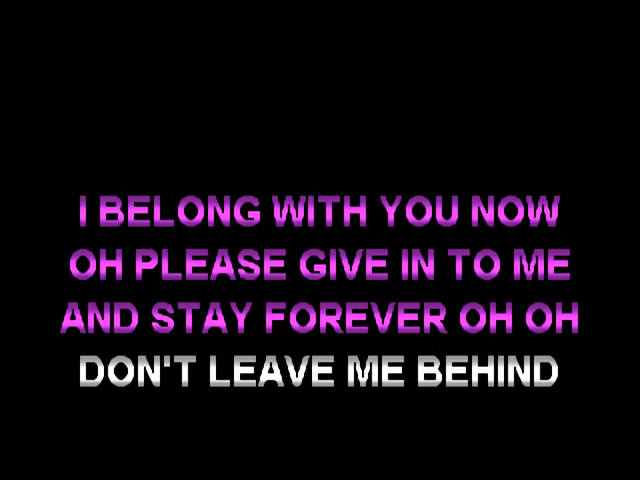 I BELONG WITH YOU NOW
OH PLEASE GIVE IN TO ME
AND STAY FOREVER OH OH
DON'T LEAVE ME BEHIND